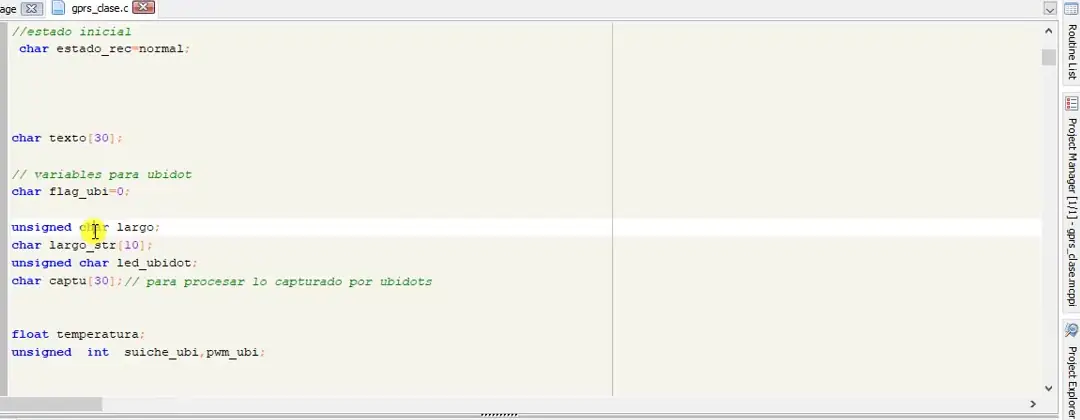 age
gprs_clase.c
//estado inicial
char estado_rec=normal;
char texto[30];
// variables para ubidot
char flag_ubi=0;
unsigned char largo;
char largo_str[10];
unsigned char led_ubidot;
char captu[30];// para procesar lo capturado por ubidots
float temperatura;
unsigned  int  suiche_ubi,pwm_ubi;
Routine List
Project Manager [1/1] - gprs_clase.mcppi
Project Explorer